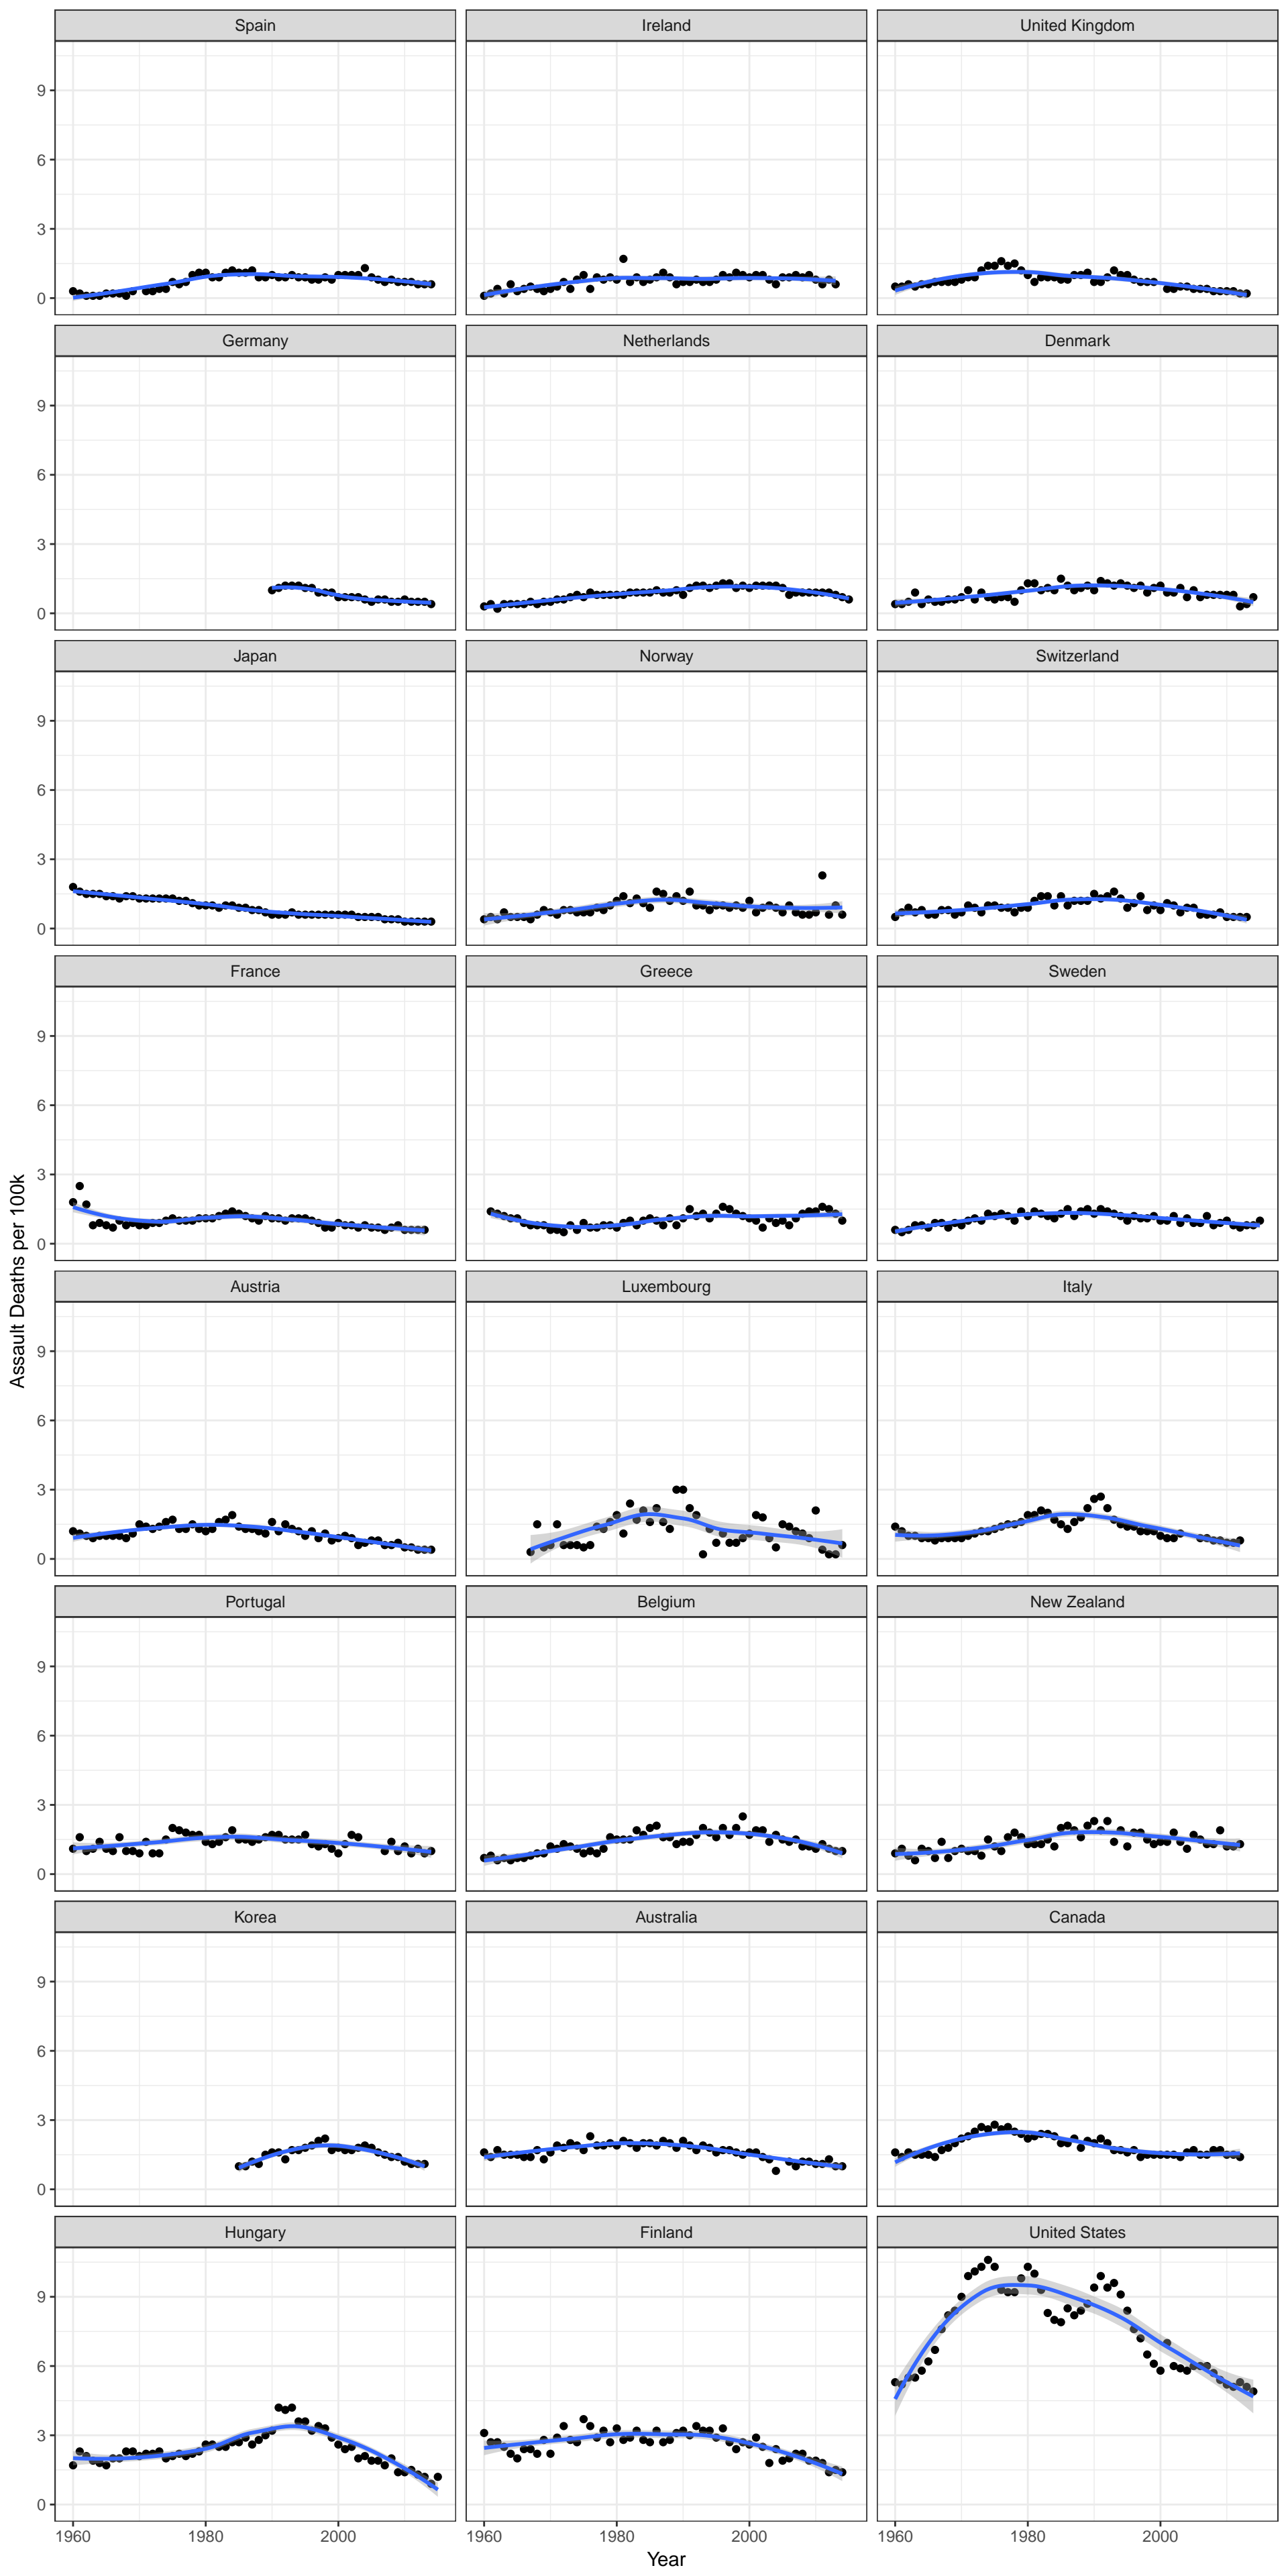 Spain Ireland United Kingdom
9
6
3
0
Germany Netherlands Denmark
9
6
3
0
Japan Norway Switzerland
9
6
3
0
France Greece Sweden
9
6
3
0
Assault Deaths per 100k
Austria Luxembourg Italy
9
6
3
0
Portugal Belgium New Zealand
9
6
3
0
Korea Australia Canada
9
6
3
0
Hungary Finland United States
9
6
3
0
1960 1980 2000 1960 1980 2000 1960 1980 2000
Year